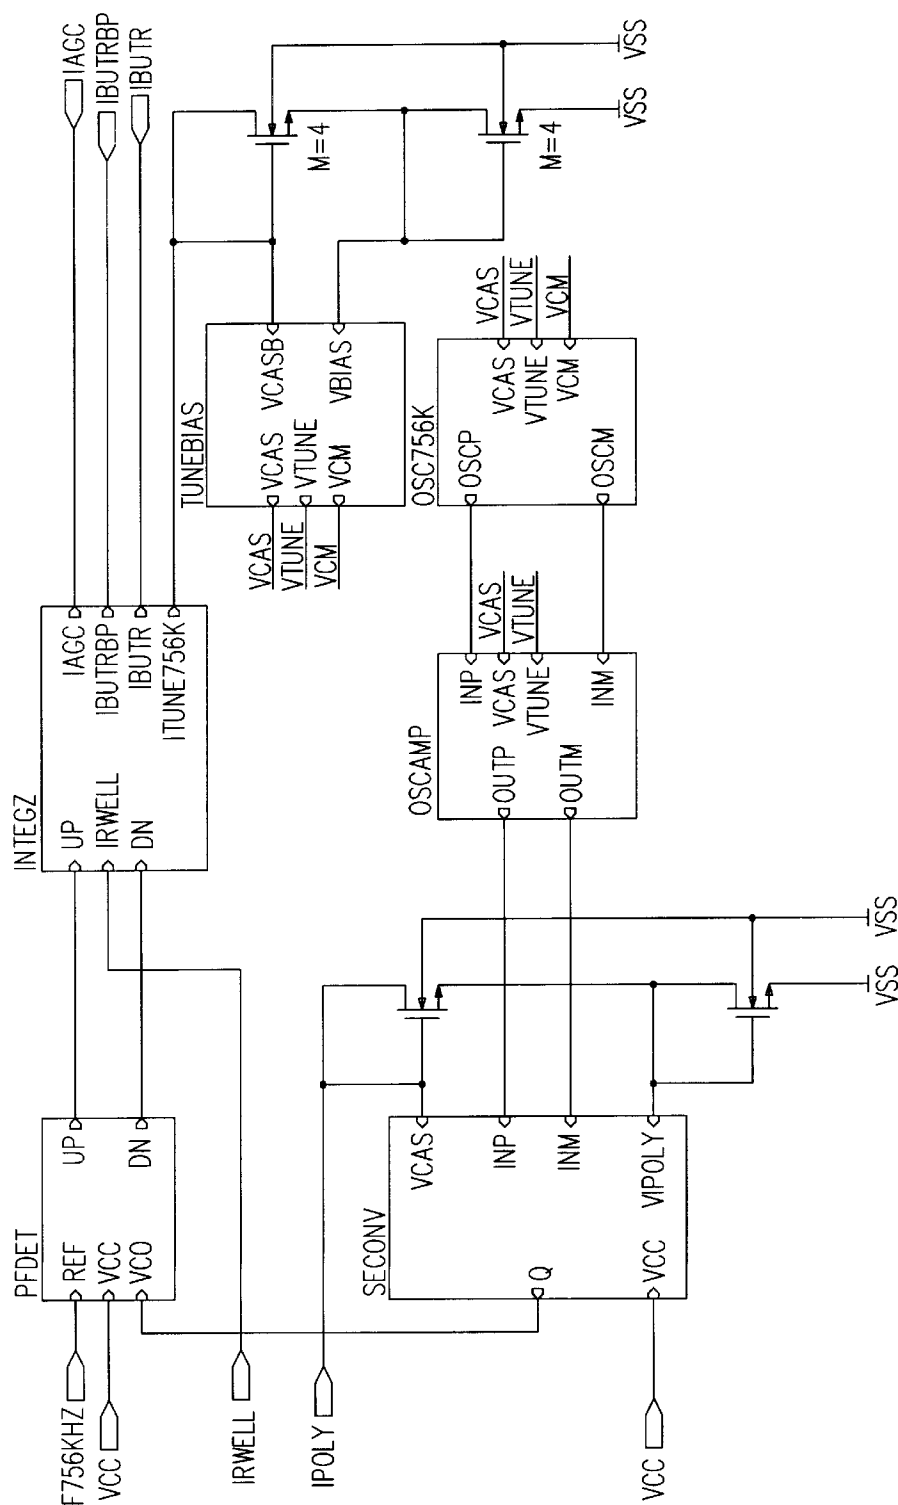 F756KHZ
VCC
PFDET
REF
VCC
VCO
UP
DN
INTEGZ
UP
IRWELL
DN
IAGC
IBUTRBP
IBUTR
ITUNE756K
IAGC
IBUTRBP
IBUTR
IRWELL
IPOLY
VCC
TUNEBIAS
VCAS
VTUNE
VCM
VCAS
VTUNE
VCM
VCASB
VBIAS
M=4
M=4
VSS
VSS
SECONV
Q
VCC
VCAS
INP
INM
VIPOLY
VSS
VSS
OSCAMP
OUTP
OUTM
INP
VCAS
VTUNE
INM
VCAS
VTUNE
OSC756K
OSCP
OSCM
VCAS
VTUNE
VCM
VCAS
VTUNE
VCM